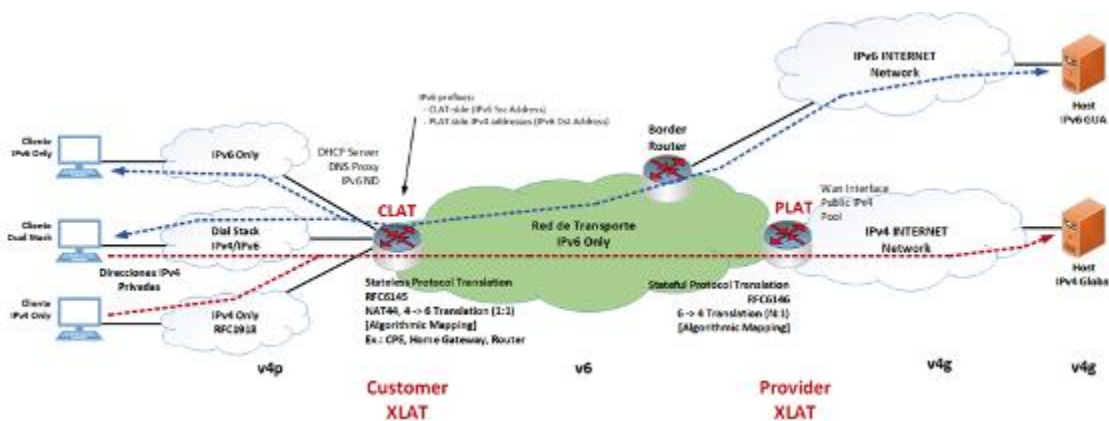 IPv6 INTERNET
Network
Host
IPv6 GUA
IPv6 prefixes:
- CLAT-side (IPv6 Src Address)
- PLAT-side IPv4 addresses (IPv6 Dst Address)
Border
Router
Cliente
IPv6 Only
IPv6 Only
DHCP Server
DNS Proxy
IPv6 ND
CLAT
PLAT
Wan Interface
Public IPv4
Pool
Cliente
Dual Stack
Dial Stack
IPv4/IPv6
Red de Transporte
IPv6 Only
IPv4 INTERNET
Network
Host
IPv4 Global
Direcciones IPv4
Privadas
Cliente
IPv4 Only
IPv4 Only
RFC1918
Stateless Protocol Translation
RFC6145
NAT44, 4 -> 6 Translation (1:1)
[Algorithmic Mapping]
Ex.: CPE, Home Gateway, Router
Stateful Protocol Translation
RFC6146
6 -> 4 Translation (N:1)
[Algorithmic Mapping]
v4p
v6
v4g
v4g
Customer
XLAT
Provider
XLAT